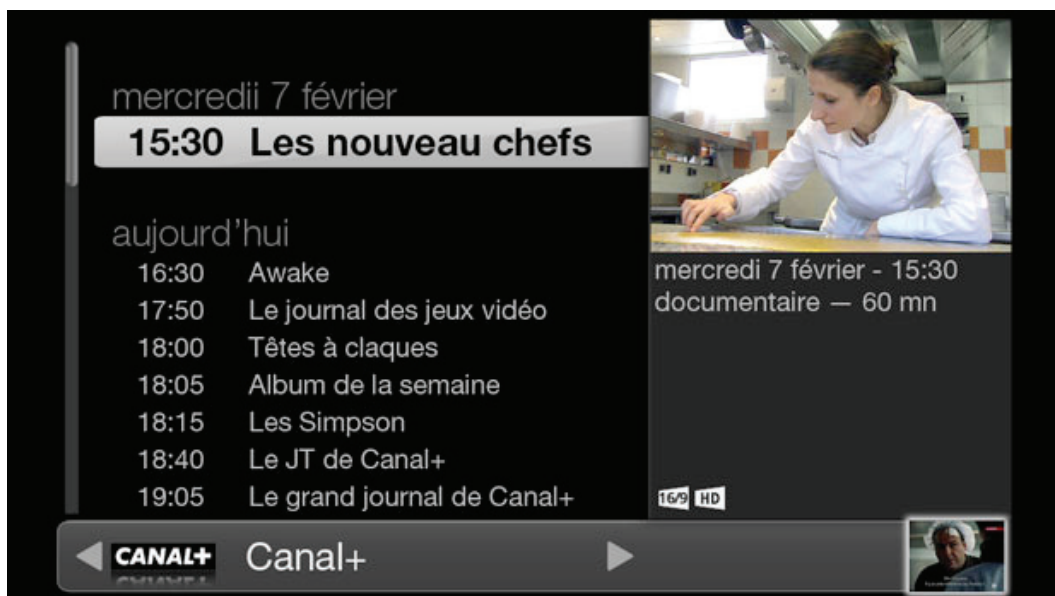 mercredii 7 février
15:30 Les nouveau chefs
aujourd'hui
16:30 Awake
17:50 Le journal des jeux vidéo
18:00 Têtes à claques
18:05 Album de la semaine
18:15 Les Simpson
18:40 Le JT de Canal+
19:05 Le grand journal de Canal+
mercredi 7 février - 15:30
documentaire — 60 mn
16/9 HD
CANAL+ Canal+